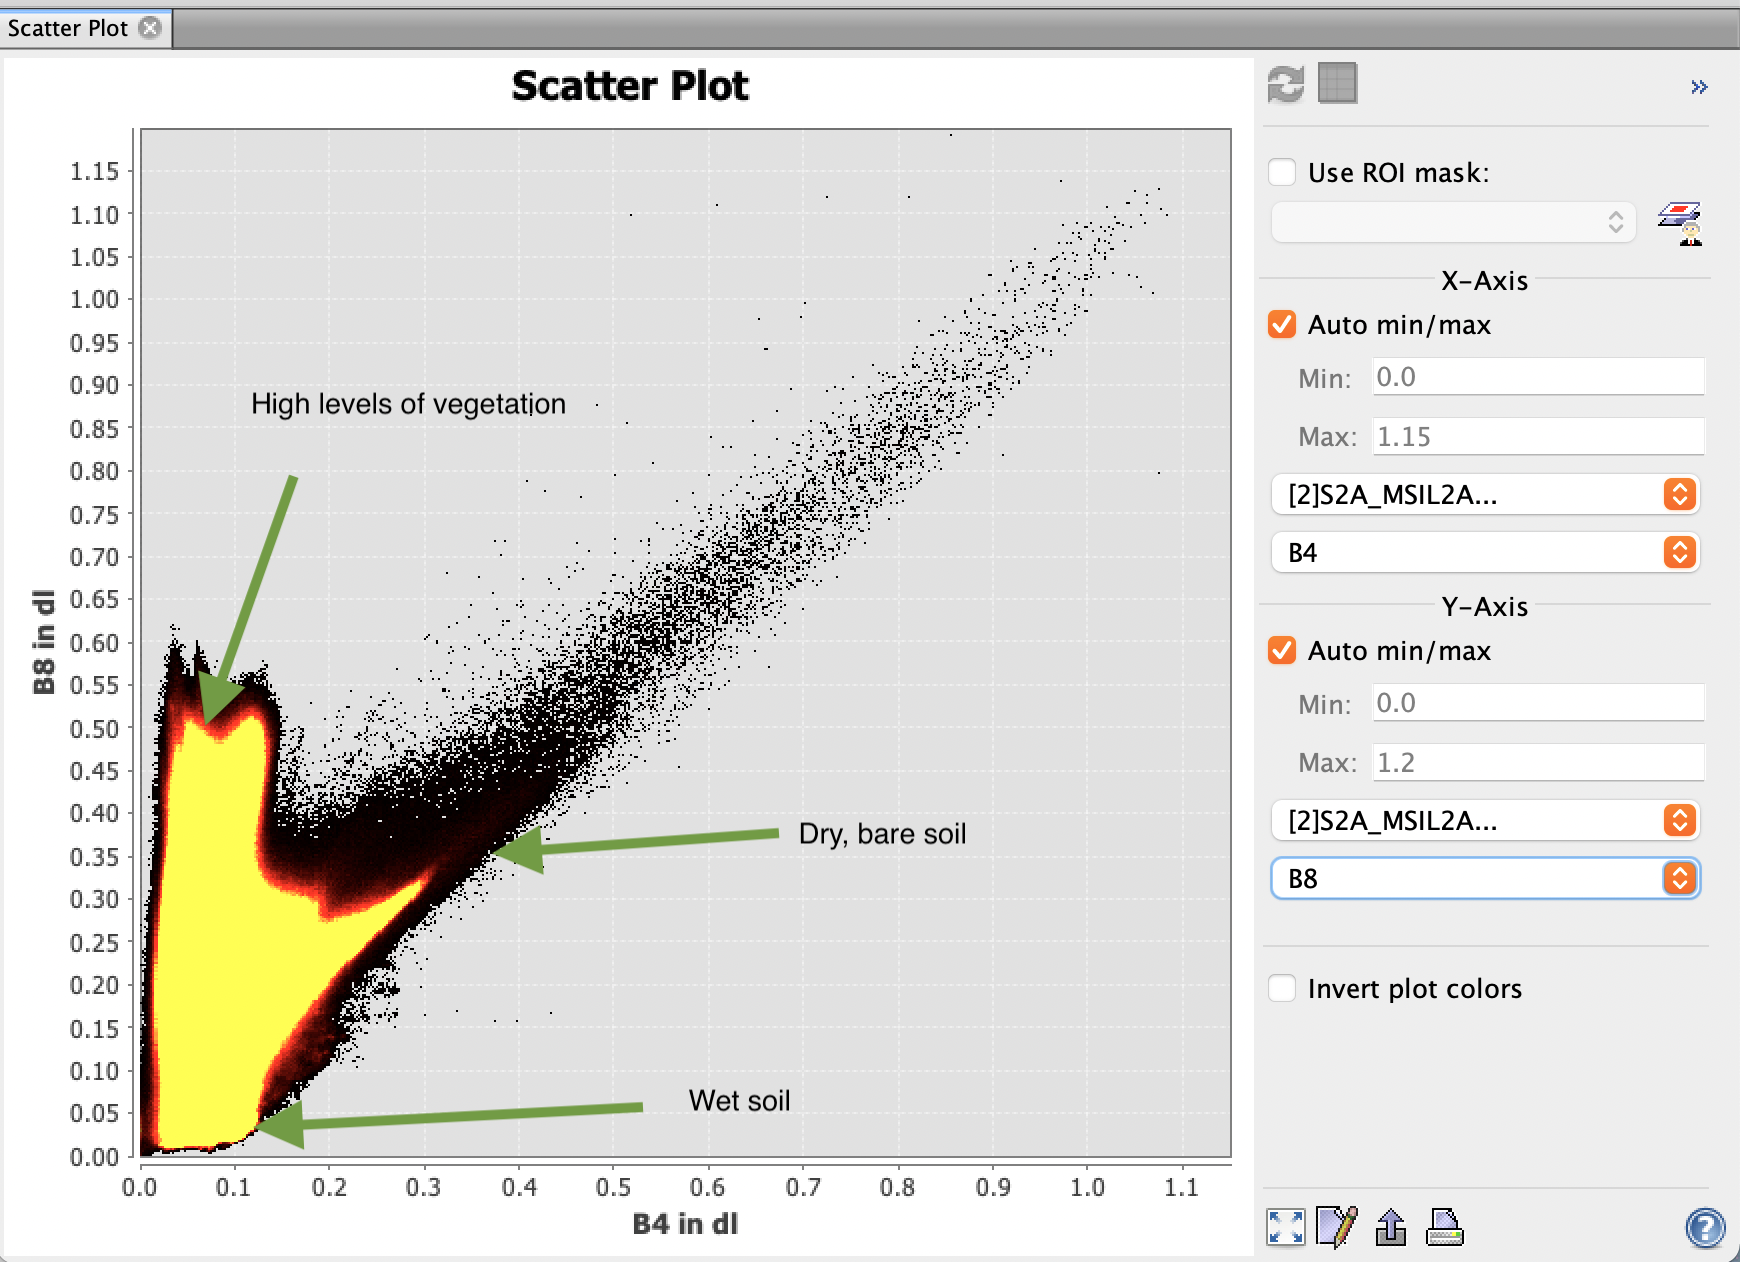 Scatter Plot
Scatter Plot
1.15
1.10
1.05
1.00
0.95
0.90
0.85
0.80
0.75
0.70
0.65
0.60
0.55
0.50
0.45
0.40
0.35
0.30
0.25
0.20
0.15
0.10
0.05
0.00
B8 in dl
High levels of vegetation
Dry, bare soil
Wet soil
0.0 0.1 0.2 0.3 0.4 0.5 0.6 0.7 0.8 0.9 1.0 1.1
B4 in dl
»
Use ROI mask:
X-Axis
Auto min/max
Min: 0.0
Max: 1.15
[2]S2A_MSIL2A...
B4
Y-Axis
Auto min/max
Min: 0.0
Max: 1.2
[2]S2A_MSIL2A...
B8
Invert plot colors
?